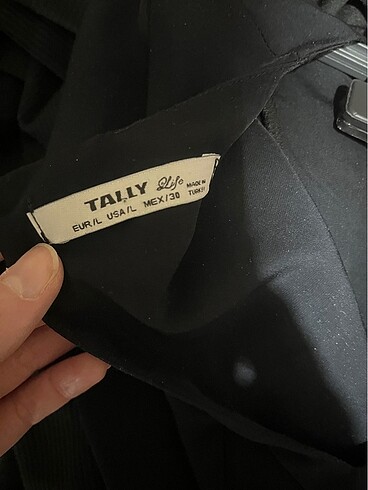 TALLY Life MADE IN TURKEY
EUR/L USA/L MEX/30